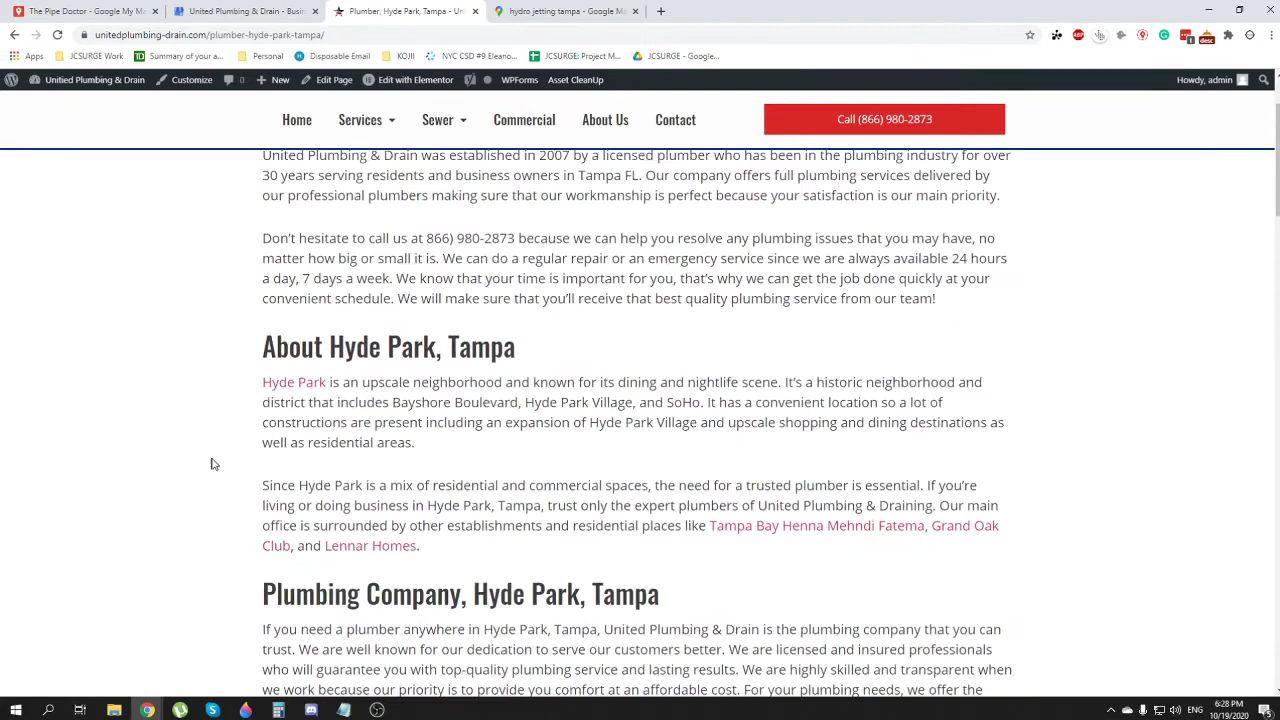 The Pipe Doctor - Google My M
United Plumbing & Drain - Busin
Plumber, Hyde Park, Tampa - Un
hydro jetting tampa - Google Ma
unitedplumbing-drain.com/plumber-hyde-park-tampa/
Apps
JCSURGE Work
Summary of your a...
Personal
Disposable Email
KOJII
NYC CSD #9 Eleano...
JCSURGE: Project M...
JCSURGE - Google...
Unified Plumbing & Drain
Customize
0
New
Edit Page
Edit with Elementor
WPForms
Asset CleanUp
Howdy, admin
Home
Services
Sewer
Commercial
About Us
Contact
Call (866) 980-2873
United Plumbing & Drain was established in 2007 by a licensed plumber who has been in the plumbing industry for over
30 years serving residents and business owners in Tampa FL. Our company offers full plumbing services delivered by
our professional plumbers making sure that our workmanship is perfect because your satisfaction is our main priority.
Don't hesitate to call us at 866) 980-2873 because we can help you resolve any plumbing issues that you may have, no
matter how big or small it is. We can do a regular repair or an emergency service since we are always available 24 hours
a day, 7 days a week. We know that your time is important for you, that's why we can get the job done quickly at your
convenient schedule. We will make sure that you'll receive that best quality plumbing service from our team!
About Hyde Park, Tampa
Hyde Park is an upscale neighborhood and known for its dining and nightlife scene. It's a historic neighborhood and
district that includes Bayshore Boulevard, Hyde Park Village, and SoHo. It has a convenient location so a lot of
constructions are present including an expansion of Hyde Park Village and upscale shopping and dining destinations as
well as residential areas.
Since Hyde Park is a mix of residential and commercial spaces, the need for a trusted plumber is essential. If you're
living or doing business in Hyde Park, Tampa, trust only the expert plumbers of United Plumbing & Draining. Our main
office is surrounded by other establishments and residential places like Tampa Bay Henna Mehndi Fatema, Grand Oak
Club, and Lennar Homes.
Plumbing Company, Hyde Park, Tampa
If you need a plumber anywhere in Hyde Park, Tampa, United Plumbing & Drain is the plumbing company that you can
trust. We are well known for our dedication to serve our customers better. We are licensed and insured professionals
who will guarantee you with top-quality plumbing service and lasting results. We are highly skilled and transparent when
we work because our priority is to provide you comfort at an affordable cost. For your plumbing needs, we offer the
ENG
6:28 PM
10/19/2020